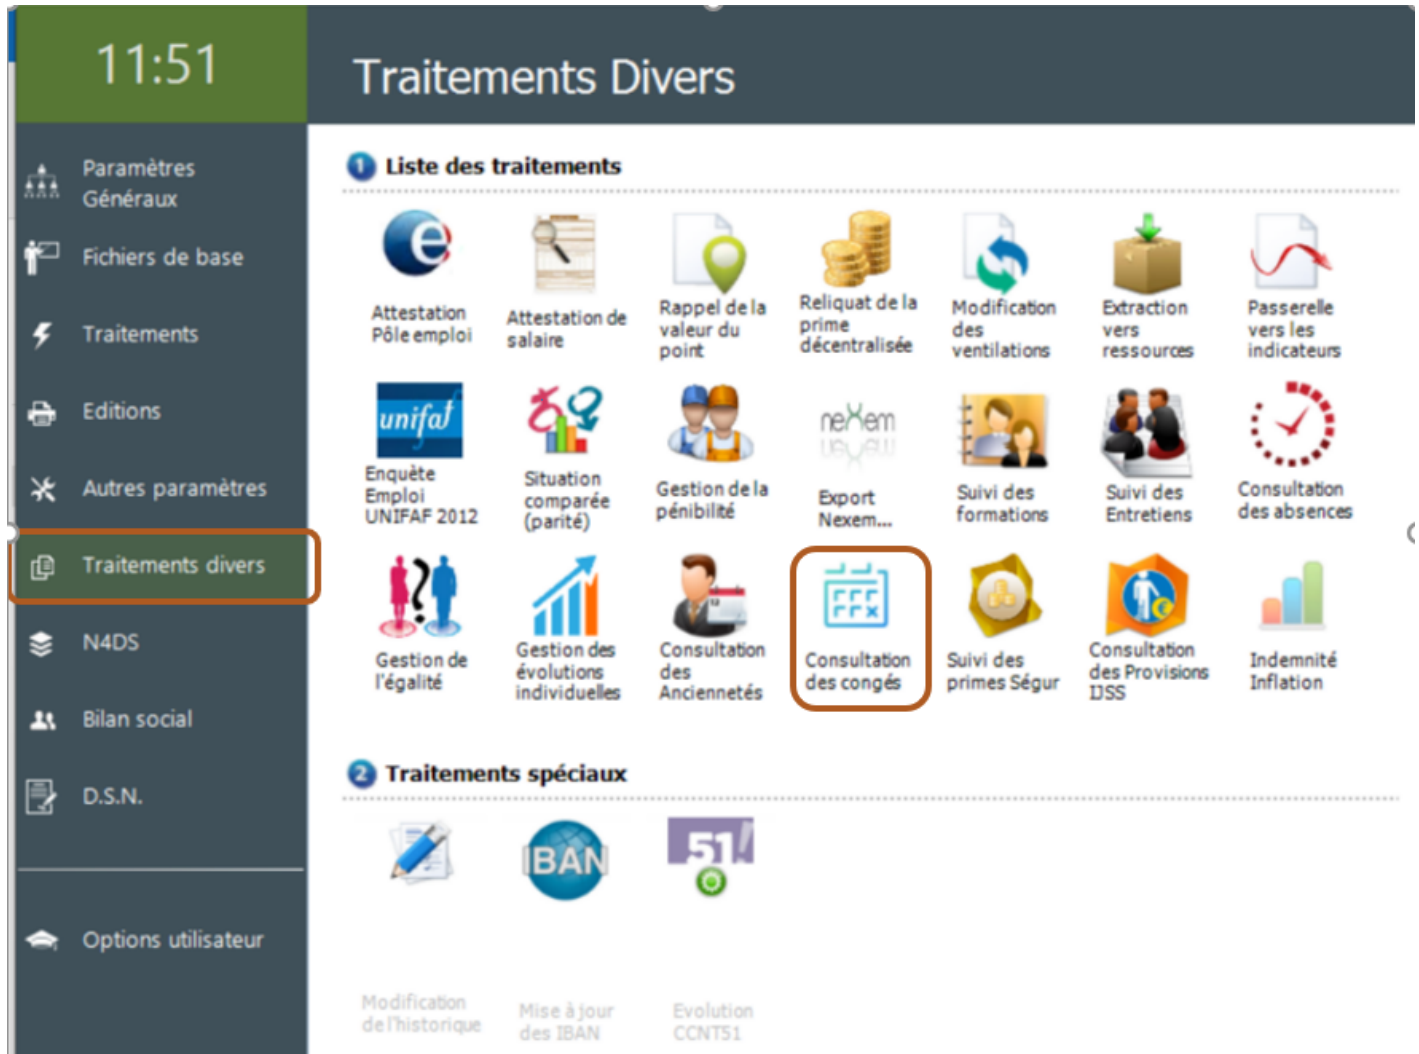 11:51
Traitements Divers
Paramètres
Généraux
Fichiers de base
Traitements
Editions
Autres paramètres
Traitements divers
N4DS
Bilan social
D.S.N.
Options utilisateur
1 Liste des traitements
Attestation
Pôle emploi
Attestation de
salaire
Rappel de la
valeur du
point
Reliquat de la
prime
décentralisée
Modification
des
ventilations
Extraction
vers
ressources
Passerelle
vers les
indicateurs
unifaf
Enquète
Emploi
UNIFAF 2012
Situation
comparée
(parité)
Gestion de la
pénibilité
neXem
Export
Nexem...
Suivi des
formations
Suivi des
Entretiens
Consultation
des absences
Gestion de
l'égalité
Gestion des
évolutions
individuelles
Consultation
des
Anciennetés
Consultation
des congés
Suivi des
primes Ségur
Consultation
des Provisions
IJSS
Indemnité
Inflation
2 Traitements spéciaux
IBAN
51!
Modification
de l'historique
Mise à jour
des IBAN
Evolution
CCNT51